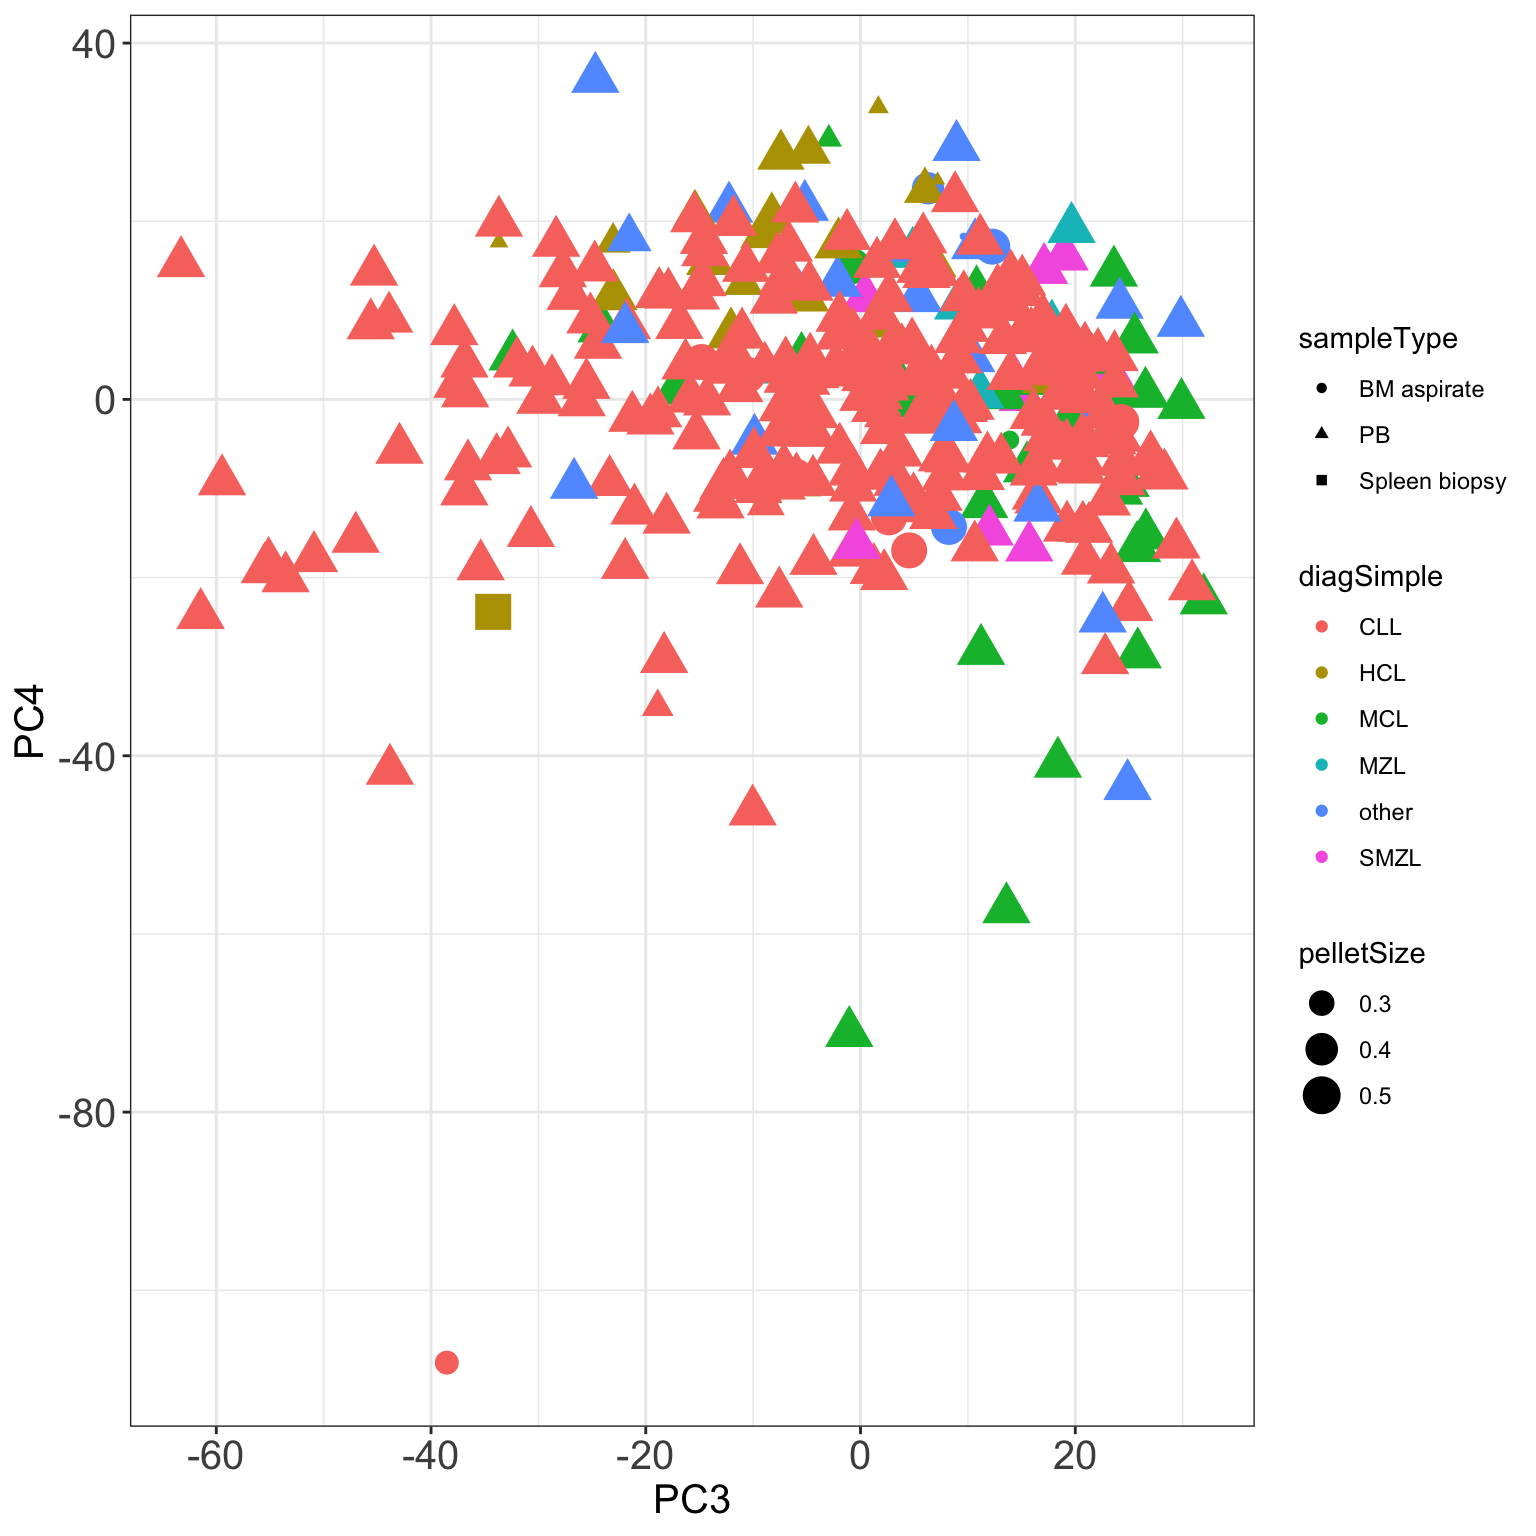 40
0
-40
-80
PC4
-60
-40
-20
0
20
PC3
sampleType
BM aspirate
PB
Spleen biopsy
diagSimple
CLL
HCL
MCL
MZL
other
SMZL
pelletSize
0.3
0.4
0.5